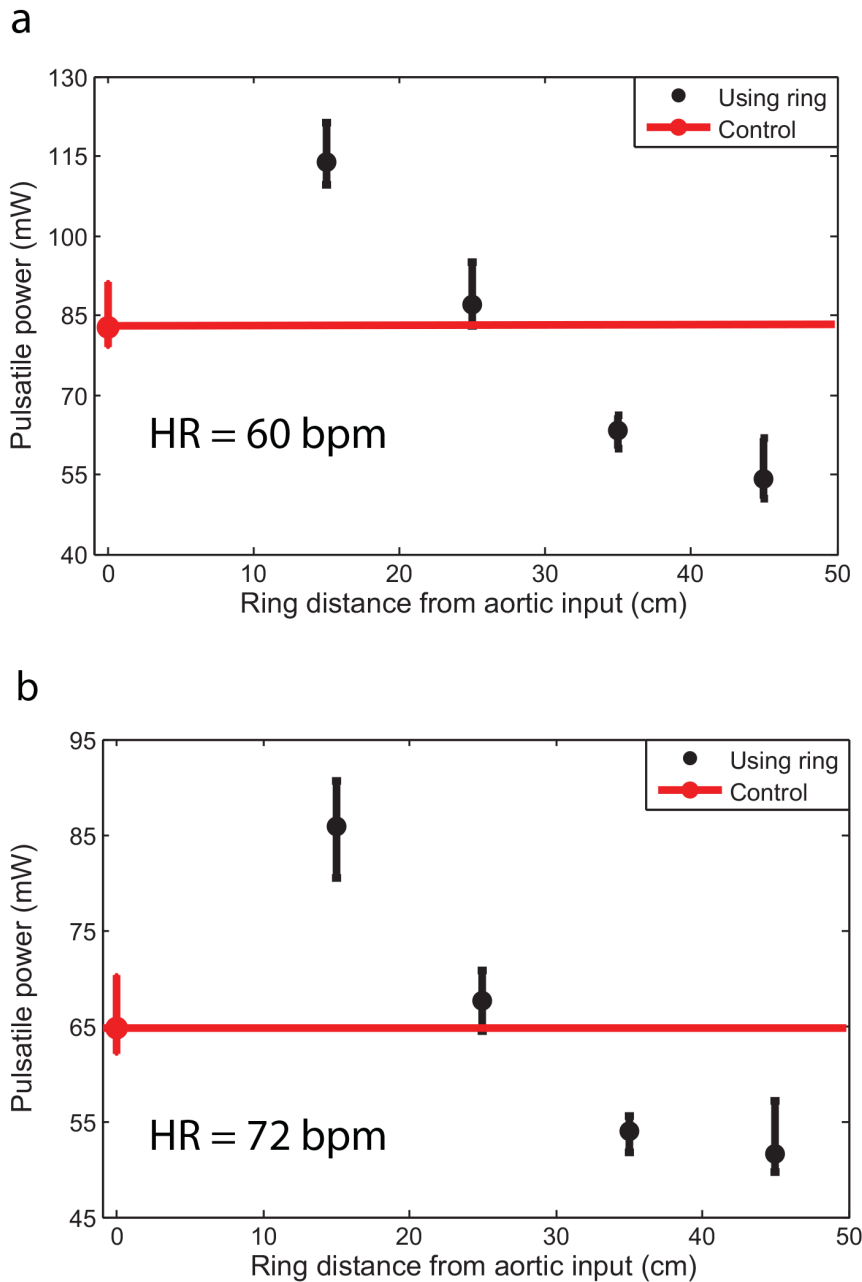 a
130
115
100
85
70
55
40
Pulsatile power (mW)
Using ring
Control
HR = 60 bpm
0 10 20 30 40 50
Ring distance from aortic input (cm)
b
95
85
75
65
55
45
Pulsatile power (mW)
Using ring
Control
HR = 72 bpm
0 10 20 30 40 50
Ring distance from aortic input (cm)